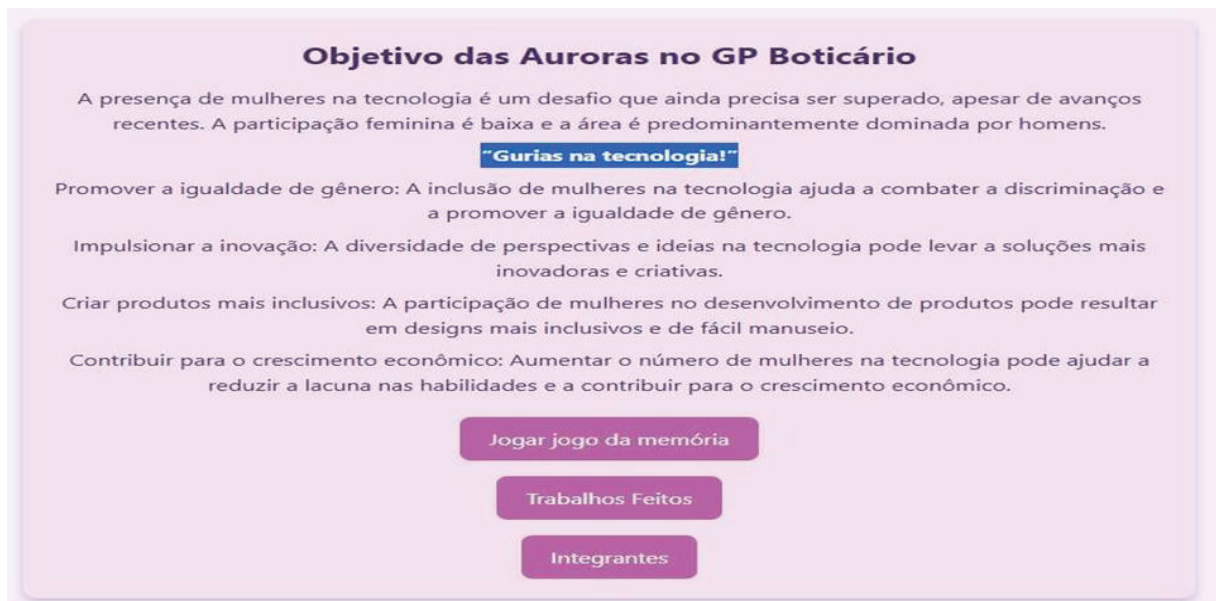 Objetivo das Auroras no GP Boticário
A presença de mulheres na tecnologia é um desafio que ainda precisa ser superado, apesar de avanços
recentes. A participação feminina é baixa e a área é predominantemente dominada por homens.
“Gurias na tecnologia!”
Promover a igualdade de gênero: A inclusão de mulheres na tecnologia ajuda a combater a discriminação e
a promover a igualdade de gênero.
Impulsionar a inovação: A diversidade de perspectivas e ideias na tecnologia pode levar a soluções mais
inovadoras e criativas.
Criar produtos mais inclusivos: A participação de mulheres no desenvolvimento de produtos pode resultar
em designs mais inclusivos e de fácil manuseio.
Contribuir para o crescimento econômico: Aumentar o número de mulheres na tecnologia pode ajudar a
reduzir a lacuna nas habilidades e a contribuir para o crescimento econômico.
Jogar jogo da memória
Trabalhos Feitos
Integrantes